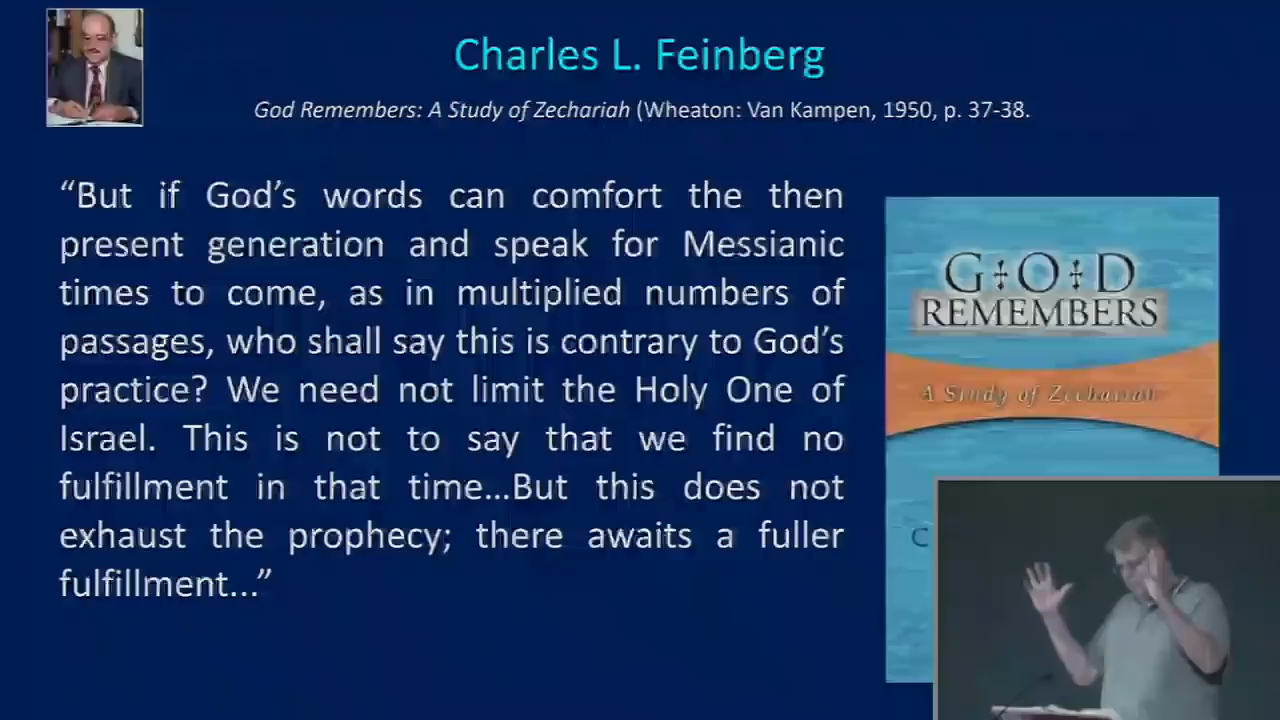 Charles L. Feinberg
God Remembers: A Study of Zechariah (Wheaton: Van Kampen, 1950, p. 37-38.
“But if God’s words can comfort the then
present generation and speak for Messianic
times to come, as in multiplied numbers of
passages, who shall say this is contrary to God’s
practice? We need not limit the Holy One of
Israel. This is not to say that we find no
fulfillment in that time…But this does not
exhaust the prophecy; there awaits a fuller
fulfillment...”
G‡O‡D
REMEMBERS
A Study of Zechariah
C